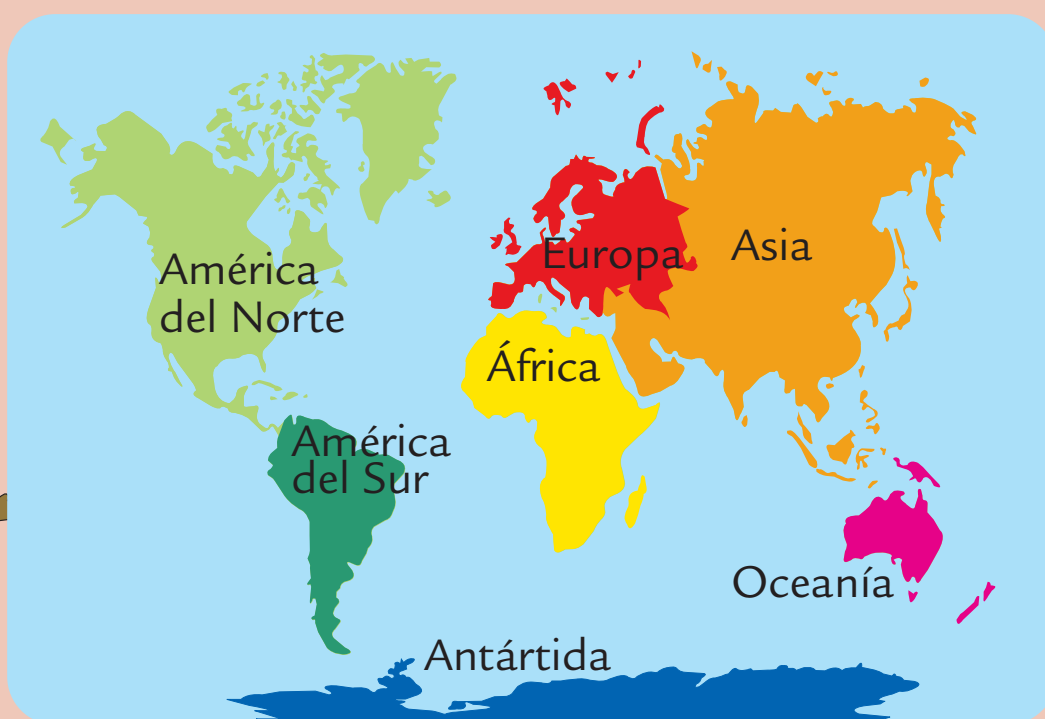 América
del Norte
Europa
Asia
África
América
del Sur
Oceanía
Antártida